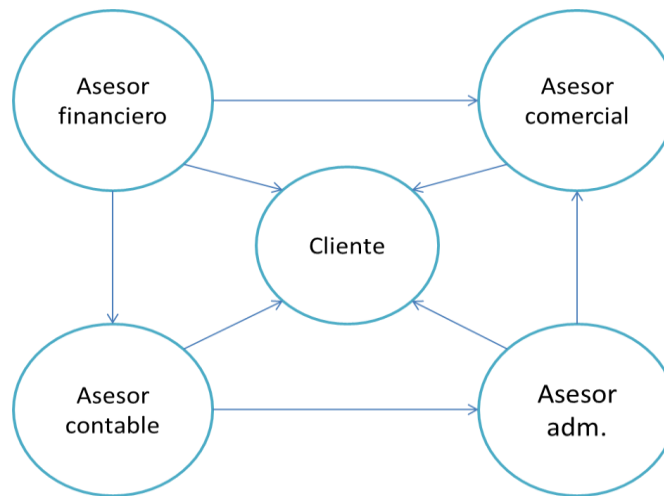 Asesor
financiero
Asesor
comercial
Cliente
Asesor
contable
Asesor
adm.